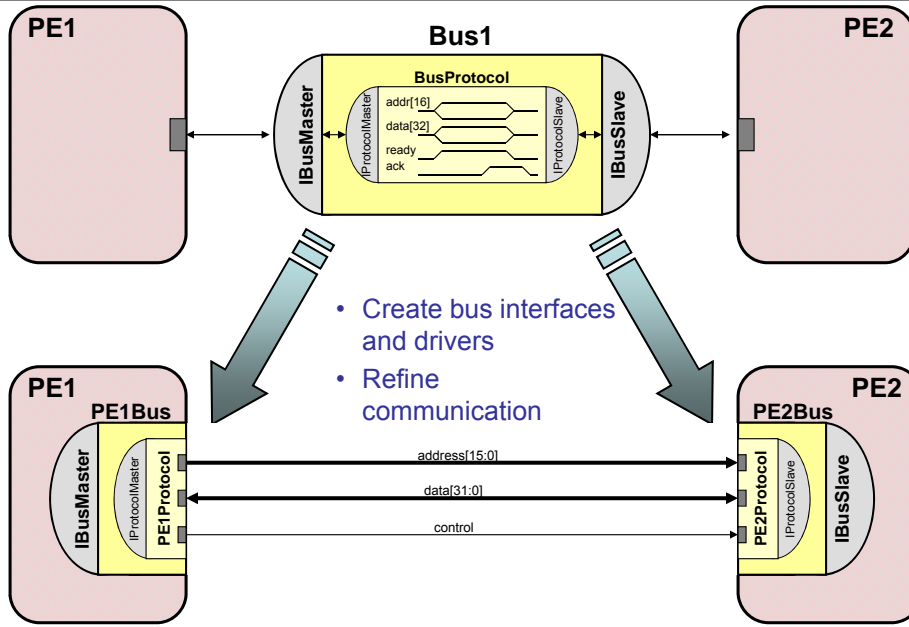 PE1
Bus1
PE2
BusProtocol
IBusMaster
IProtocolMaster
addr[16]
data[32]
ready
ack
IProtocolSlave
IBusSlave
• Create bus interfaces
and drivers
• Refine
communication
PE1
PE2
PE1Bus
PE2Bus
IBusMaster
IProtocolMaster
PE1Protocol
address[15:0]
data[31:0]
control
PE2Protocol
IProtocolSlave
IBusSlave